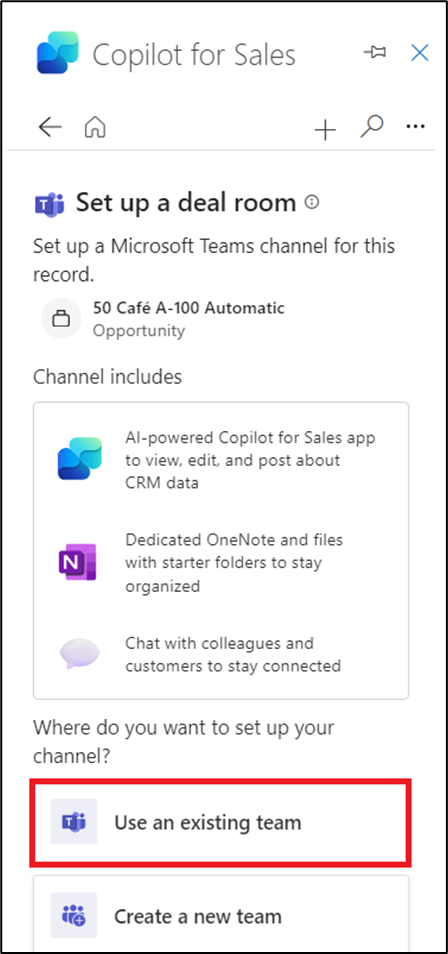 Copilot for Sales
Set up a deal room
Set up a Microsoft Teams channel for this
record.
50 Café A-100 Automatic
Opportunity
Channel includes
AI-powered Copilot for Sales app
to view, edit, and post about
CRM data
Dedicated OneNote and files
with starter folders to stay
organized
Chat with colleagues and
customers to stay connected
Where do you want to set up your
channel?
Use an existing team
Create a new team